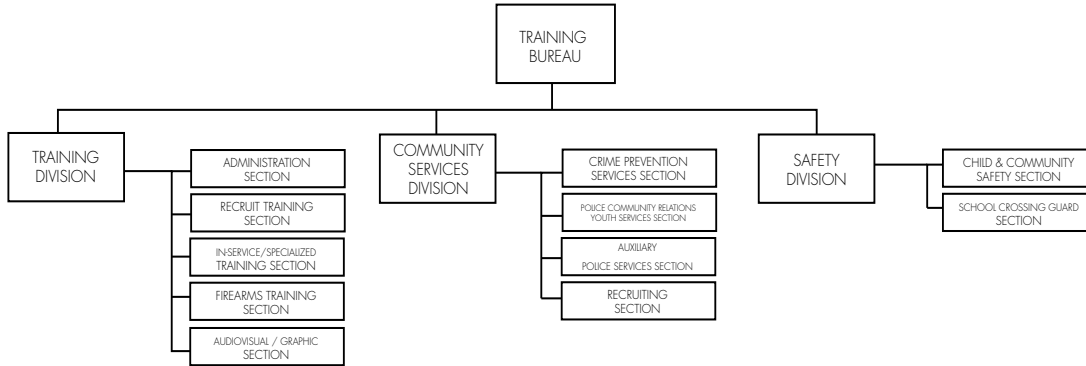 TRAINING
BUREAU
TRAINING
DIVISION
ADMINISTRATION
SECTION
RECRUIT TRAINING
SECTION
IN-SERVICE/SPECIALIZED
TRAINING SECTION
FIREARMS TRAINING
SECTION
AUDIOVISUAL / GRAPHIC
SECTION
COMMUNITY
SERVICES
DIVISION
CRIME PREVENTION
SERVICES SECTION
POLICE COMMUNITY RELATIONS
YOUTH SERVICES SECTION
AUXILIARY
POLICE SERVICES SECTION
RECRUITING
SECTION
SAFETY
DIVISION
CHILD & COMMUNITY
SAFETY SECTION
SCHOOL CROSSING GUARD
SECTION